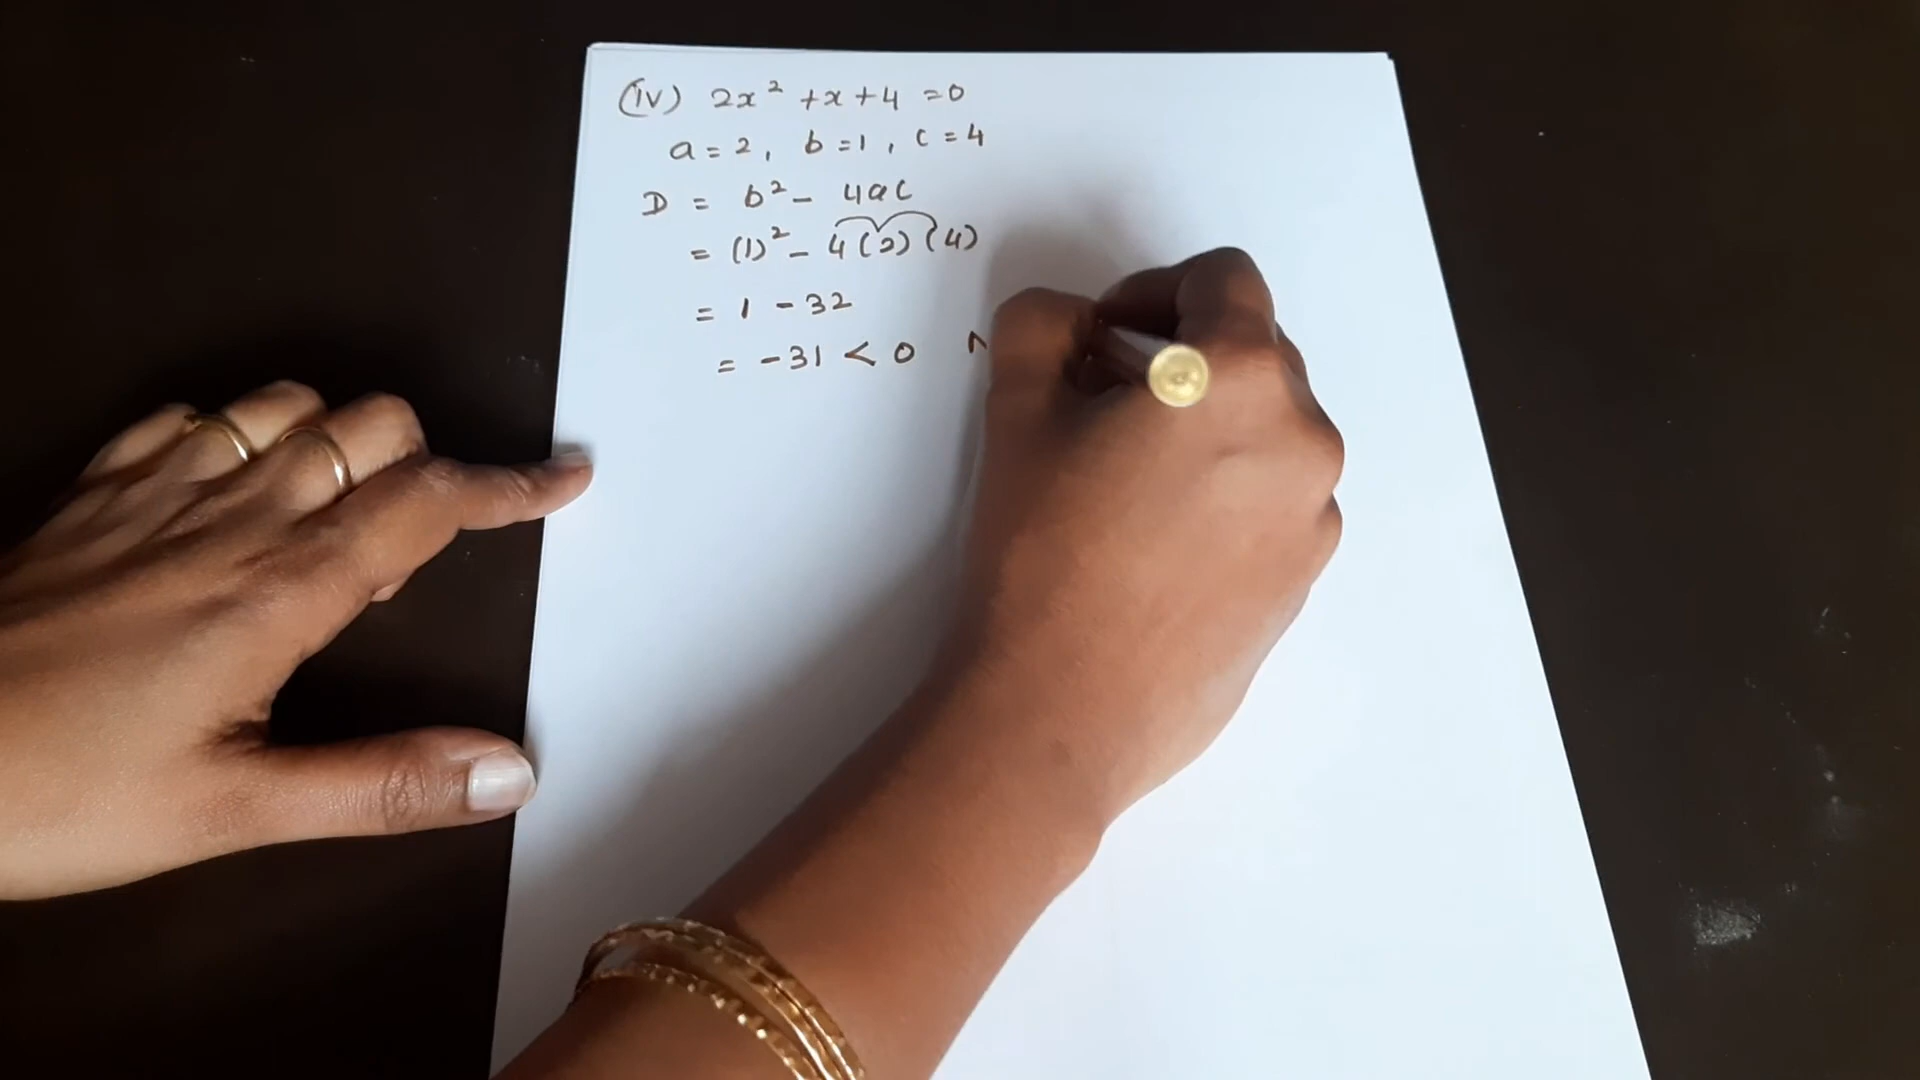 (iv) 2x² + x + 4 = 0
a = 2, b = 1, c = 4
D = b² - 4ac
= (1)² - 4(2)(4)
= 1 - 32
= -31 < 0